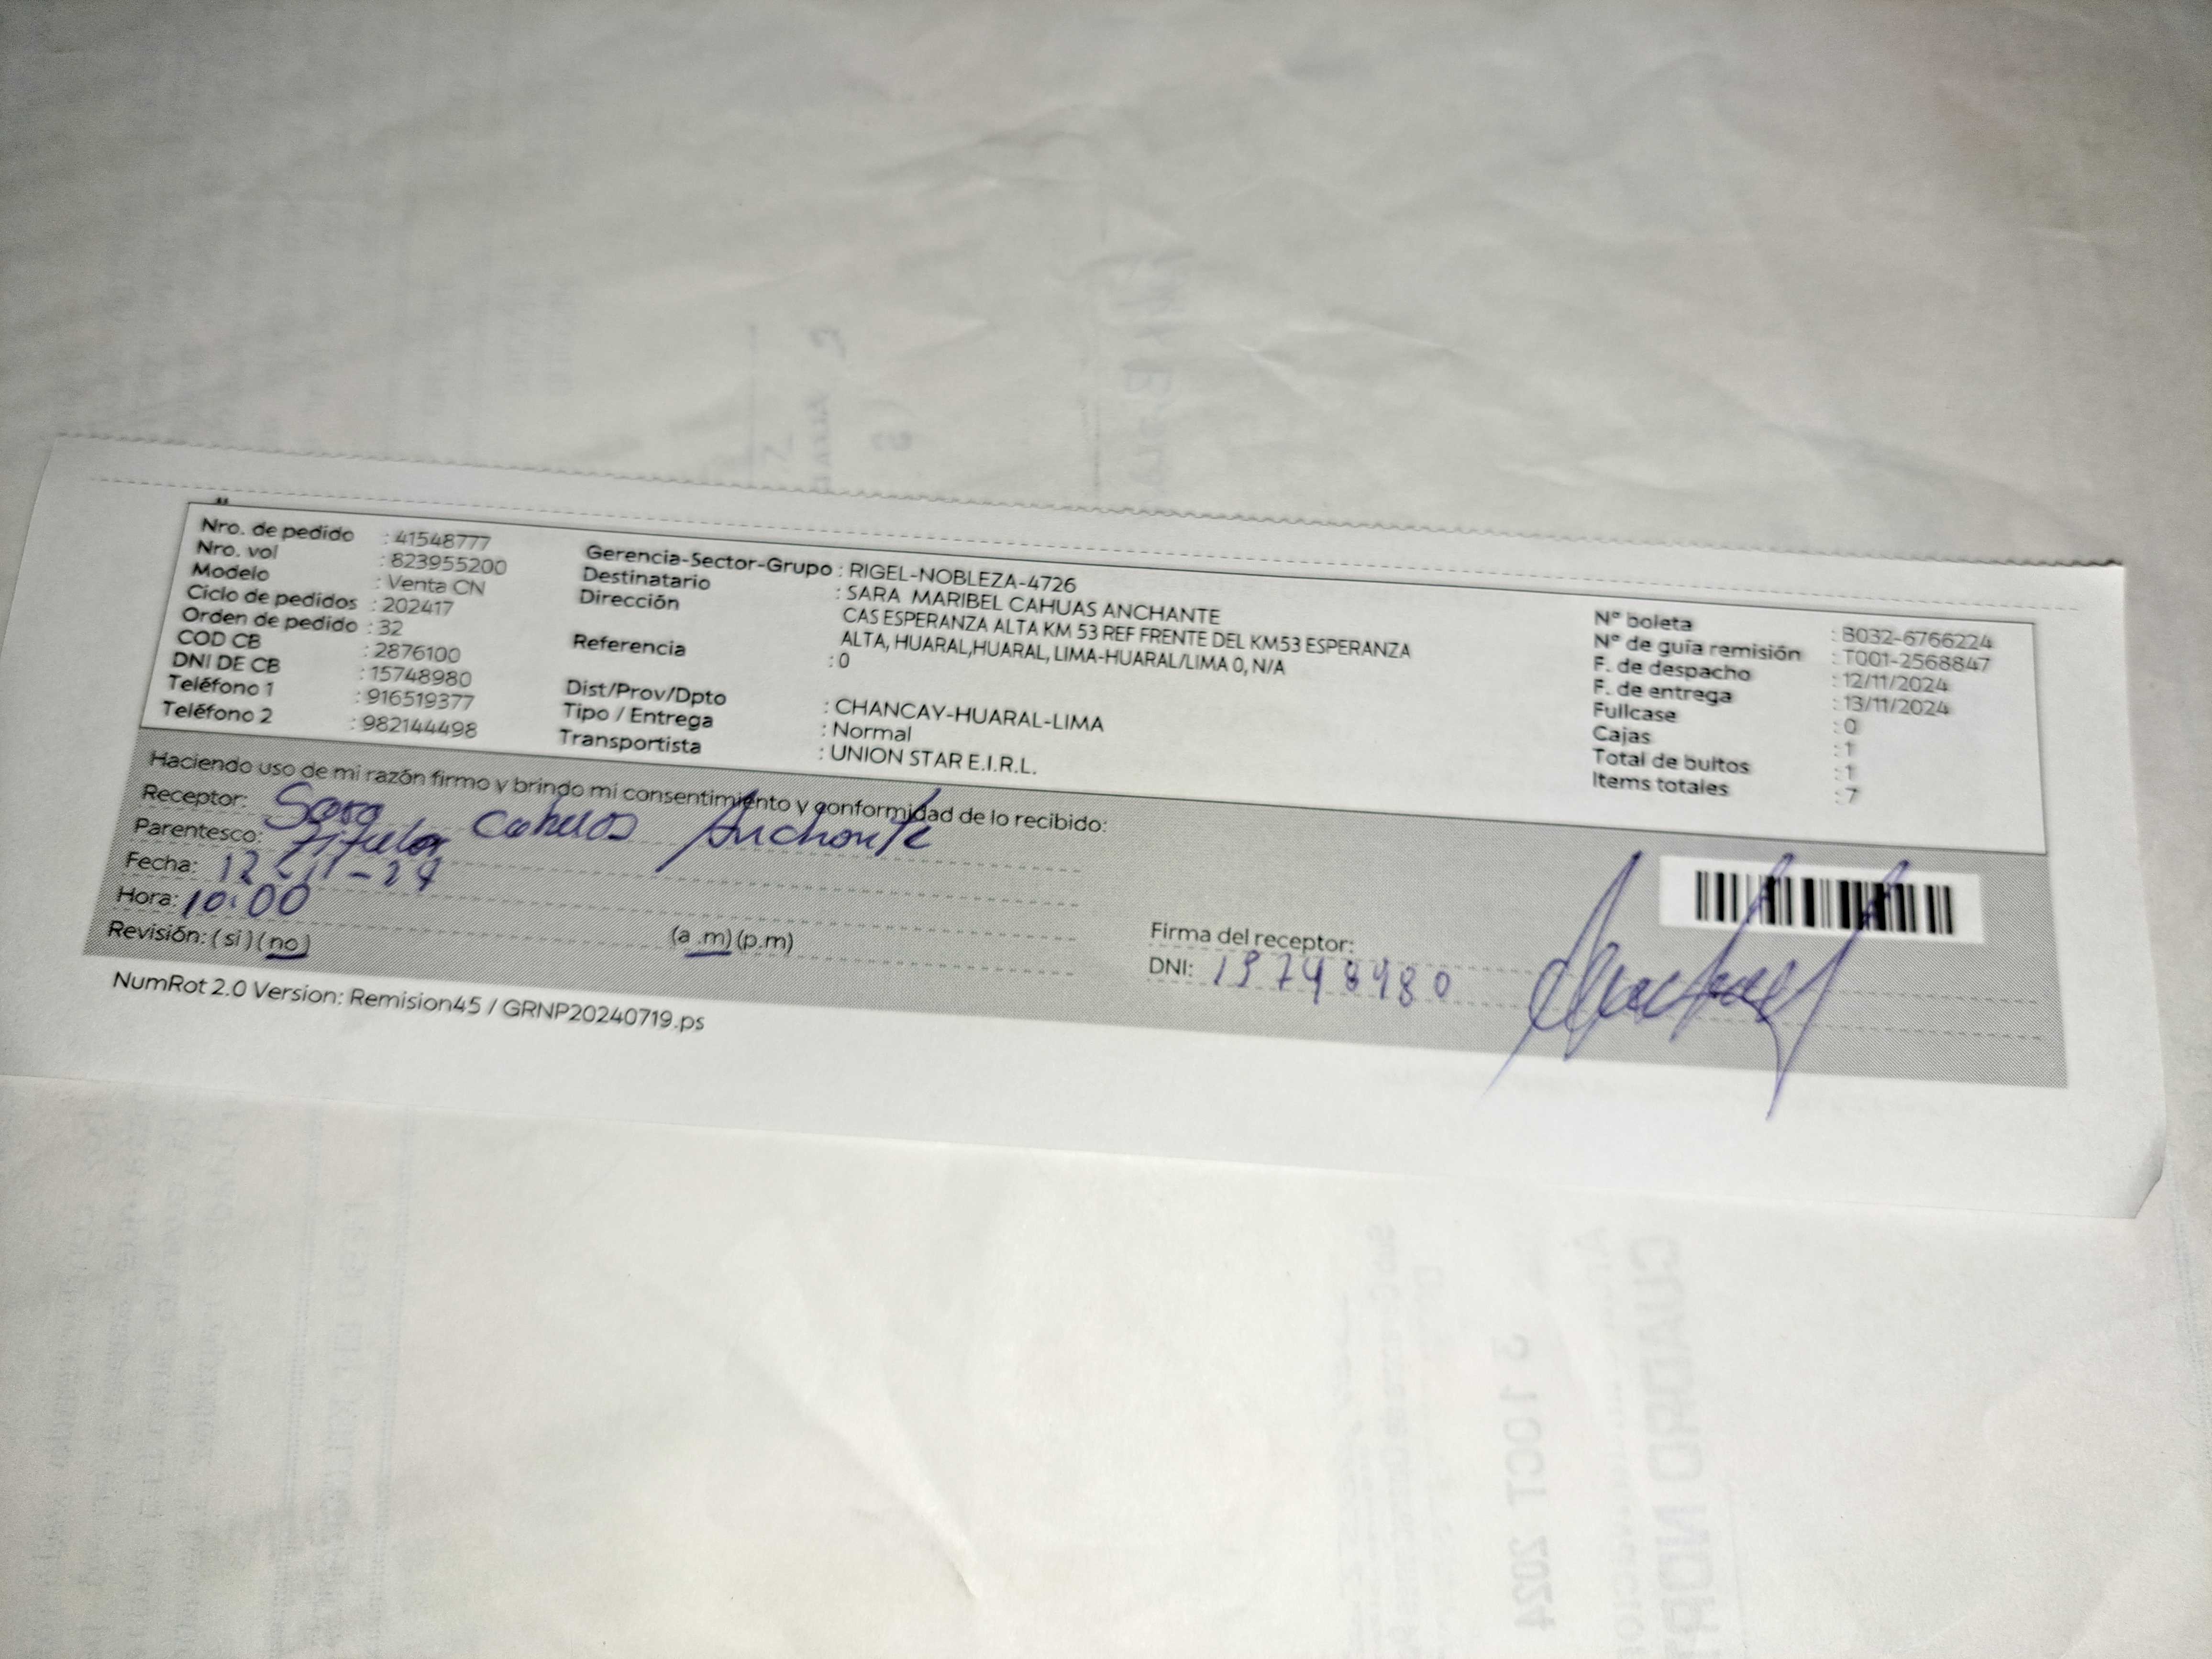 Nro. de pedido : 41548777
Nro. vol : 823955200
Modelo : Venta CN
Ciclo de pedidos : 202417
Orden de pedido : 32
COD CB : 2876100
DNI DE CB : 15748980
Teléfono 1 : 916519377
Teléfono 2 : 982144498
Gerencia-Sector-Grupo : RIGEL-NOBLEZA-4726
Destinatario : SARA MARIBEL CAHUAS ANCHANTE
Dirección CAS ESPERANZA ALTA KM 53 REF FRENTE DEL KM53 ESPERANZA
ALTA, HUARAL,HUARAL, LIMA-HUARAL/LIMA 0, N/A
Referencia : 0
Dist/Prov/Dpto : CHANCAY-HUARAL-LIMA
Tipo / Entrega : Normal
Transportista : UNION STAR E.I.R.L.
N° boleta : B032-6766224
N° de guía remisión : T001-2568847
F. de despacho : 12/11/2024
F. de entrega : 13/11/2024
Fullcase : 0
Cajas : 1
Total de bultos : 1
Items totales : 7
Haciendo uso de mi razón firmo y brindo mi consentimiento y conformidad de lo recibido:
Receptor: Sara Cahuas Anchante
Parentesco: titular
Fecha: 12-11-24
Hora: 10:00 (a.m) (p.m)
Revisión: (si) (no)
Firma del receptor:
DNI: 15748980
NumRot 2.0 Version: Remision45 / GRNP20240719.ps
31 OCT 2024